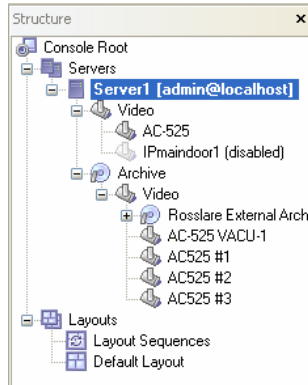 Structure
Console Root
Servers
Server1 [admin@localhost]
Video
AC-525
IPmaindoor1 (disabled)
Archive
Video
Rosslare External Arch
AC-525 VACU-1
AC525 #1
AC525 #2
AC525 #3
Layouts
Layout Sequences
Default Layout